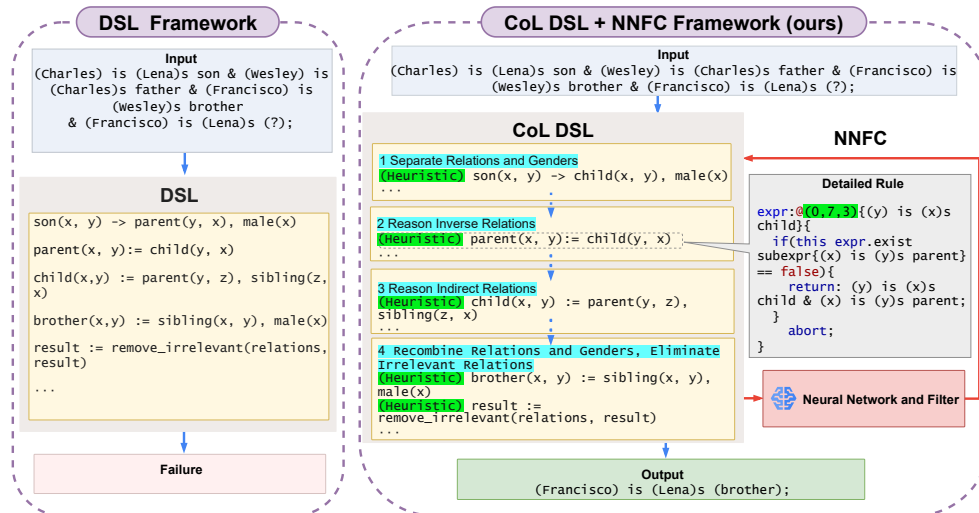 DSL Framework
Input
(Charles) is (Lena)s son & (Wesley) is
(Charles)s father & (Francisco) is
(Wesley)s brother
& (Francisco) is (Lena)s (?);
DSL
son(x, y) -> parent(y, x), male(x)
parent(x, y):= child(y, x)
child(x,y) := parent(y, z), sibling(z,
x)
brother(x,y) := sibling(x, y), male(x)
result := remove_irrelevant(relations,
result)
...
Failure
CoL DSL + NNFC Framework (ours)
Input
(Charles) is (Lena)s son & (Wesley) is (Charles)s father & (Francisco) is
(Wesley)s brother & (Francisco) is (Lena)s (?);
CoL DSL
1 Separate Relations and Genders
(Heuristic) son(x, y) -> child(x, y), male(x)
...
2 Reason Inverse Relations
(Heuristic) parent(x, y):= child(y, x)
...
3 Reason Indirect Relations
(Heuristic) child(x, y) := parent(y, z),
sibling(z, x)
...
4 Recombine Relations and Genders, Eliminate
Irrelevant Relations
(Heuristic) brother(x, y) := sibling(x, y),
male(x)
(Heuristic) result :=
remove_irrelevant(relations, result)
...
Output
(Francisco) is (Lena)s (brother);
NNFC
Detailed Rule
expr:@(0,7,3){(y) is (x)s
child}{
if(this expr.exist
subexpr{(x) is (y)s parent}
== false){
return: (y) is (x)s
child & (x) is (y)s parent;
}
abort;
}
Neural Network and Filter